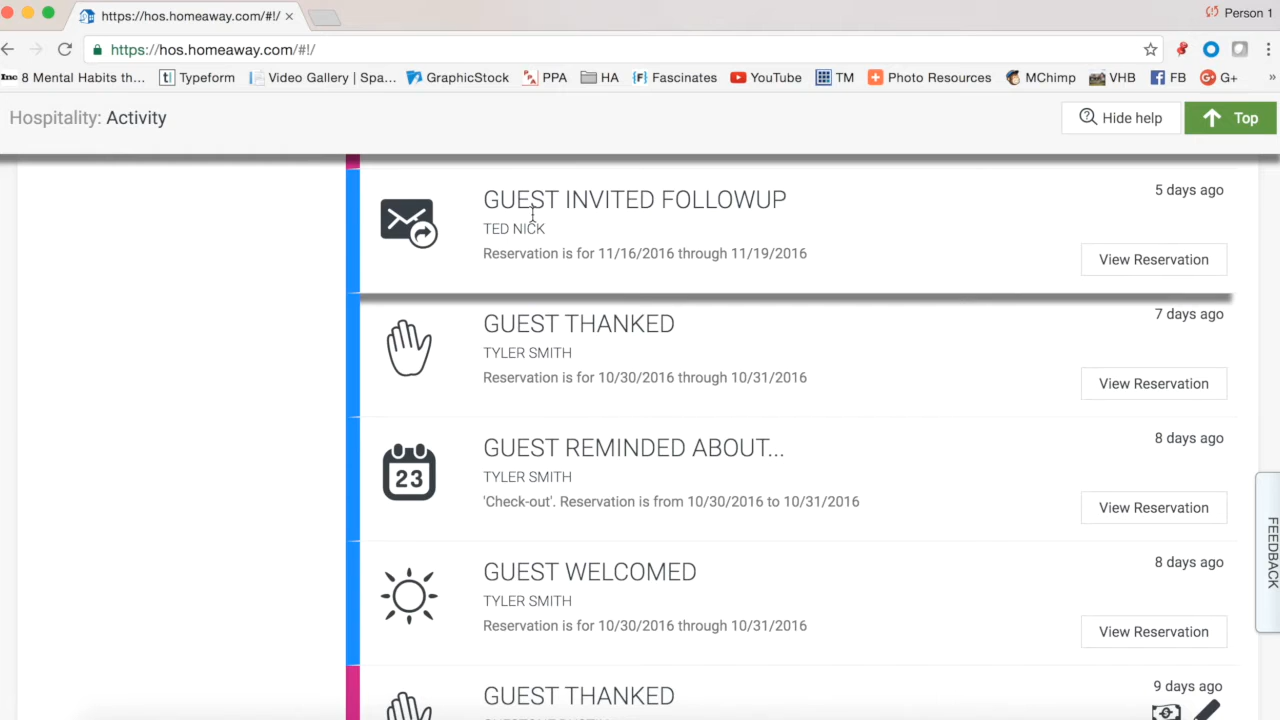 https://hos.homeaway.com/#!/
Person 1
https://hos.homeaway.com/#!/
Inc 8 Mental Habits th...
tl Typeform
Video Gallery | Spa...
GraphicStock
PPA
HA
{F} Fascinates
YouTube
TM
Photo Resources
MChimp
VHB
FB
G+
»
Hospitality: Activity
Hide help
Top
GUEST INVITED FOLLOWUP
5 days ago
TED NICK
Reservation is for 11/16/2016 through 11/19/2016
View Reservation
GUEST THANKED
7 days ago
TYLER SMITH
Reservation is for 10/30/2016 through 10/31/2016
View Reservation
23
GUEST REMINDED ABOUT...
8 days ago
TYLER SMITH
'Check-out'. Reservation is from 10/30/2016 to 10/31/2016
View Reservation
GUEST WELCOMED
8 days ago
TYLER SMITH
Reservation is for 10/30/2016 through 10/31/2016
View Reservation
GUEST THANKED
9 days ago
FEEDBACK